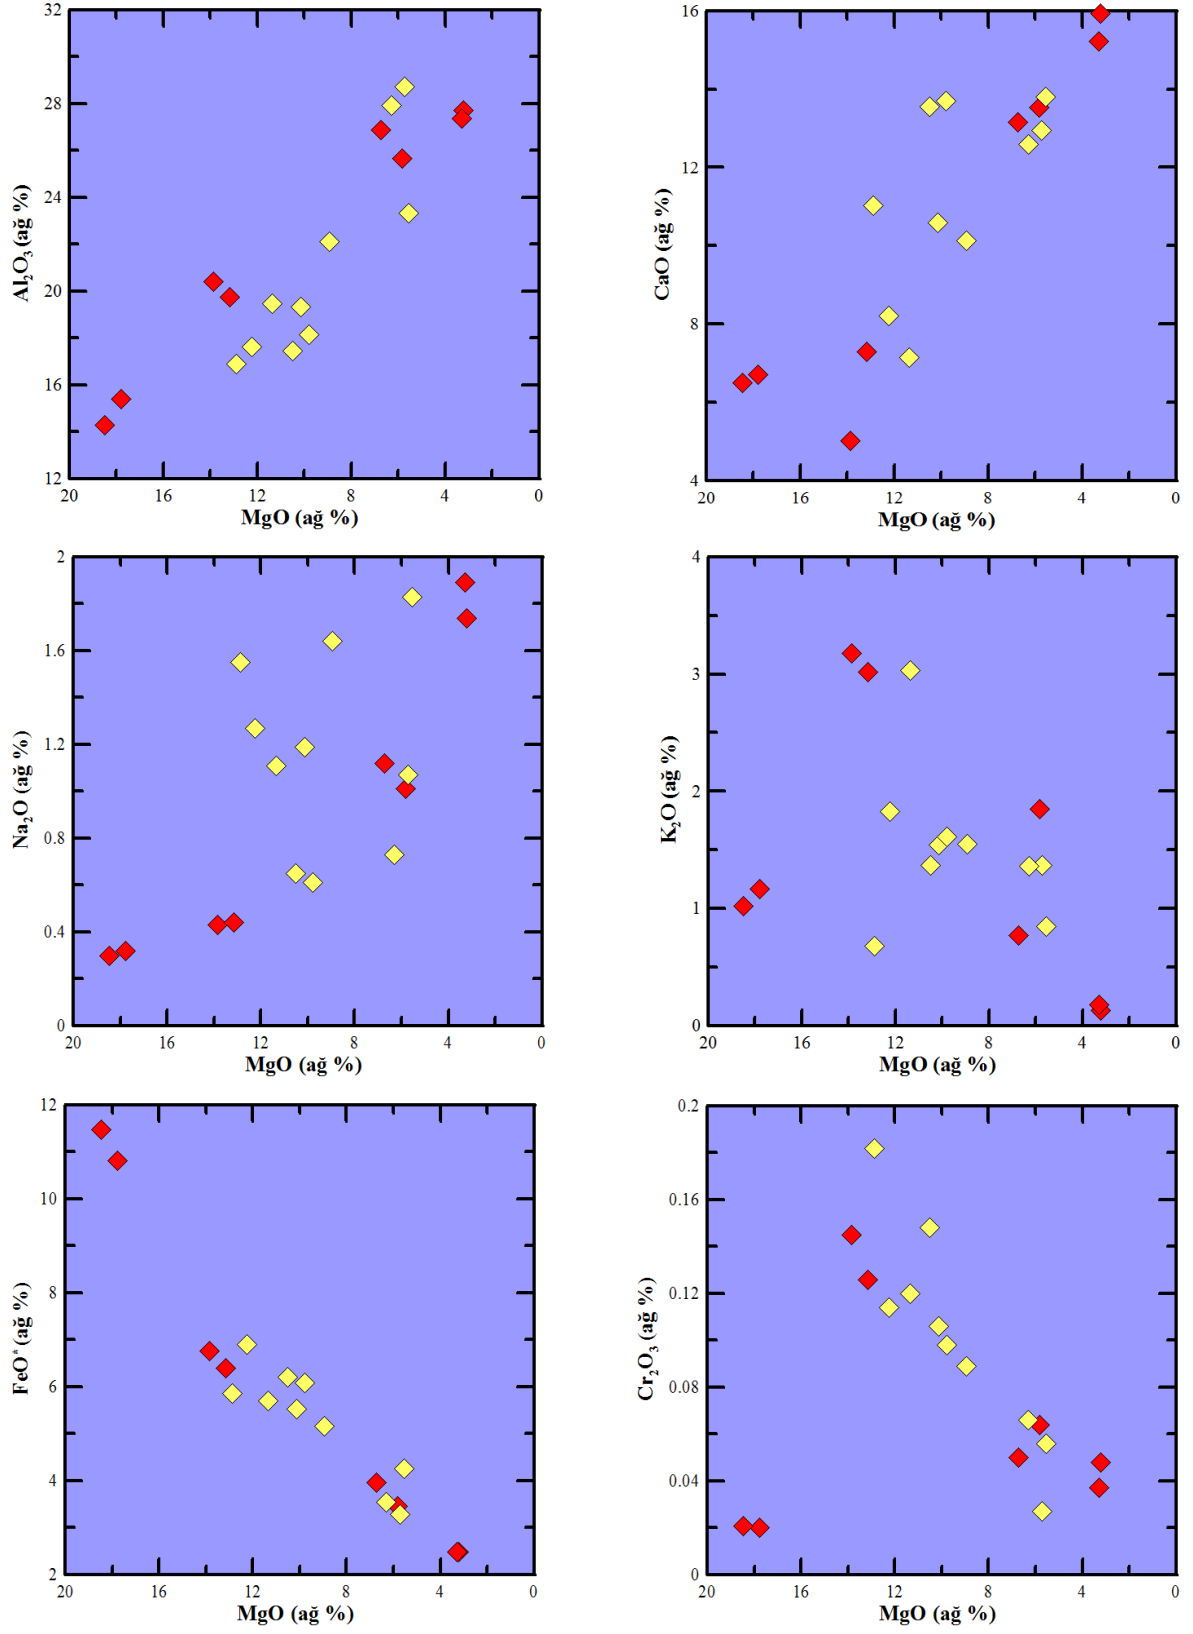 32
28
24
20
16
12
Al₂O₃ (ağ %)
20 16 12 8 4 0
MgO (ağ %)
16
12
8
4
CaO (ağ %)
20 16 12 8 4 0
MgO (ağ %)
2
1.6
1.2
0.8
0.4
0
Na₂O (ağ %)
20 16 12 8 4 0
MgO (ağ %)
4
3
2
1
0
K₂O (ağ %)
20 16 12 8 4 0
MgO (ağ %)
12
10
8
6
4
2
FeO* (ağ %)
20 16 12 8 4 0
MgO (ağ %)
0.2
0.16
0.12
0.08
0.04
0
Cr₂O₃ (ağ %)
20 16 12 8 4 0
MgO (ağ %)